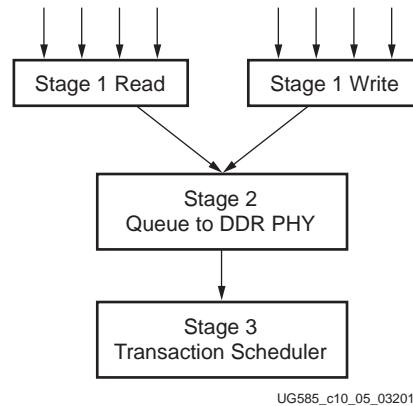 Stage 1 Read
Stage 1 Write
Stage 2
Queue to DDR PHY
Stage 3
Transaction Scheduler
UG585_c10_05_03201